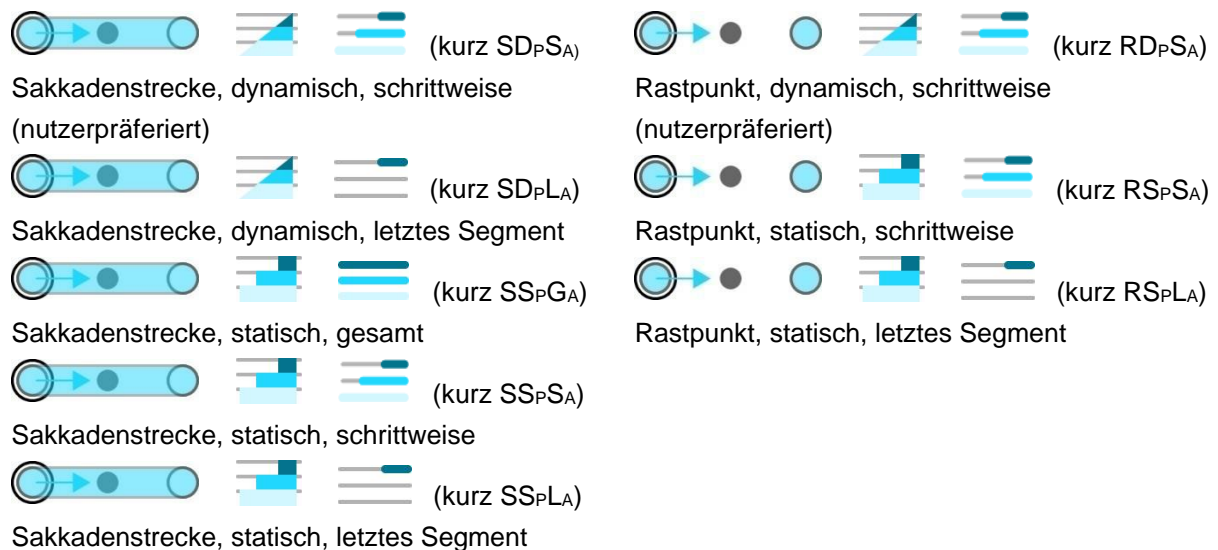 (kurz SDPSA)
Sakkadenstrecke, dynamisch, schrittweise
(nutzerpräferiert)
(kurz SDPLA)
Sakkadenstrecke, dynamisch, letztes Segment
(kurz SSPGA)
Sakkadenstrecke, statisch, gesamt
(kurz SSPSA)
Sakkadenstrecke, statisch, schrittweise
(kurz SSPLA)
Sakkadenstrecke, statisch, letztes Segment
(kurz RDPSA)
Rastpunkt, dynamisch, schrittweise
(nutzerpräferiert)
(kurz RSPSA)
Rastpunkt, statisch, schrittweise
(kurz RSPLA)
Rastpunkt, statisch, letztes Segment